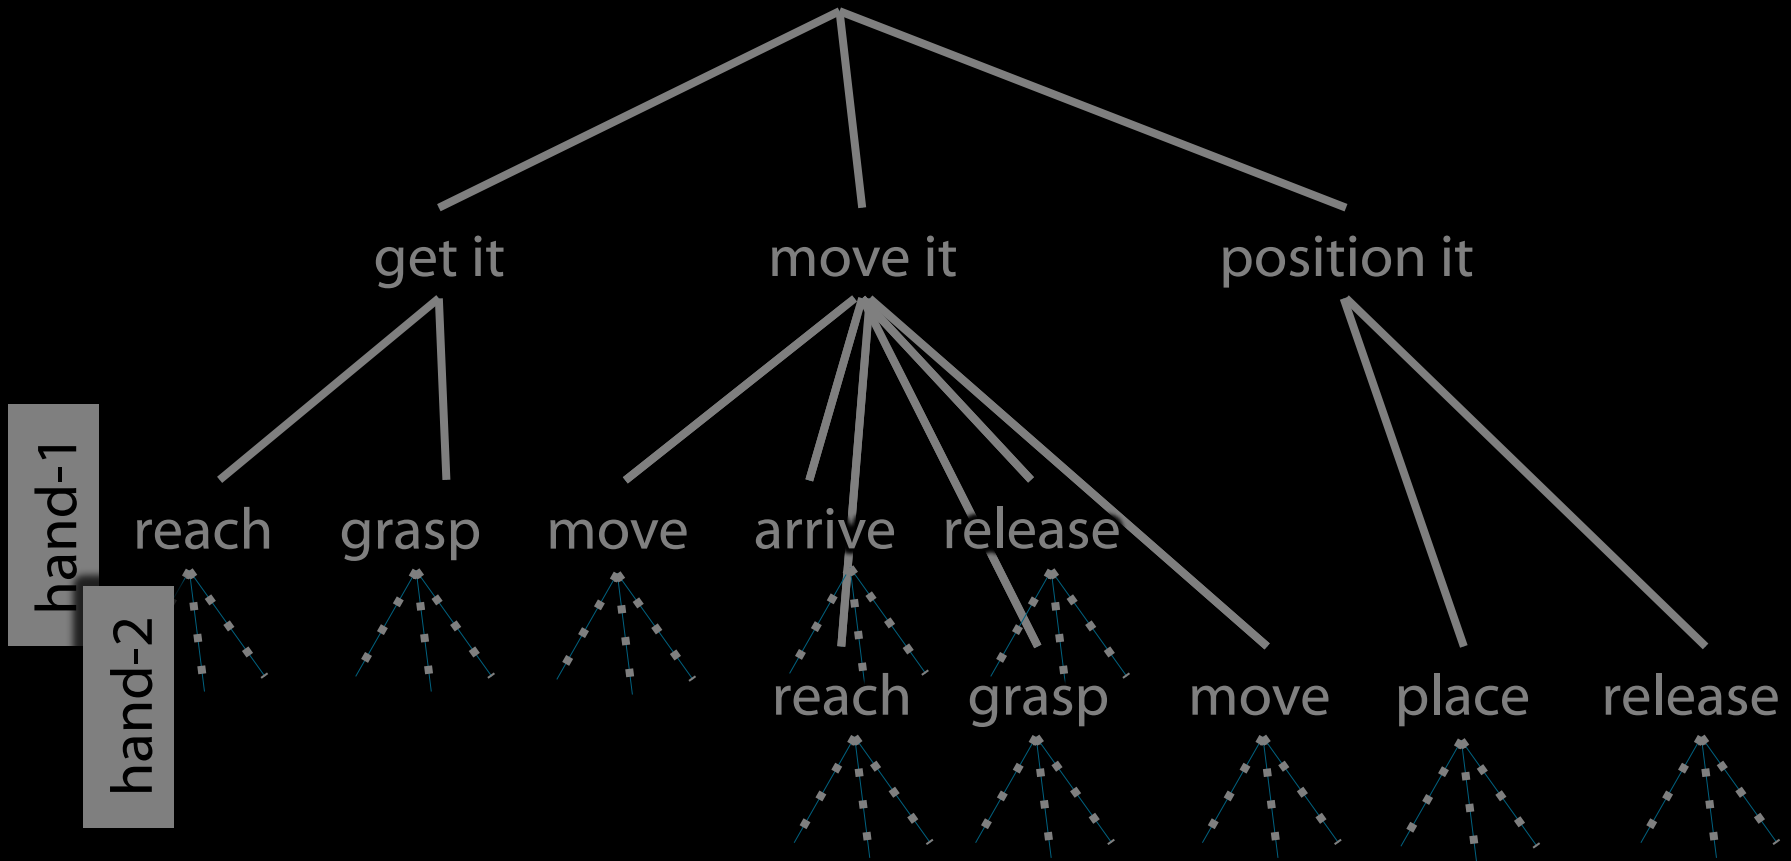 get it move it position it
hand-1
reach grasp move arrive release
hand-2
reach grasp move place release